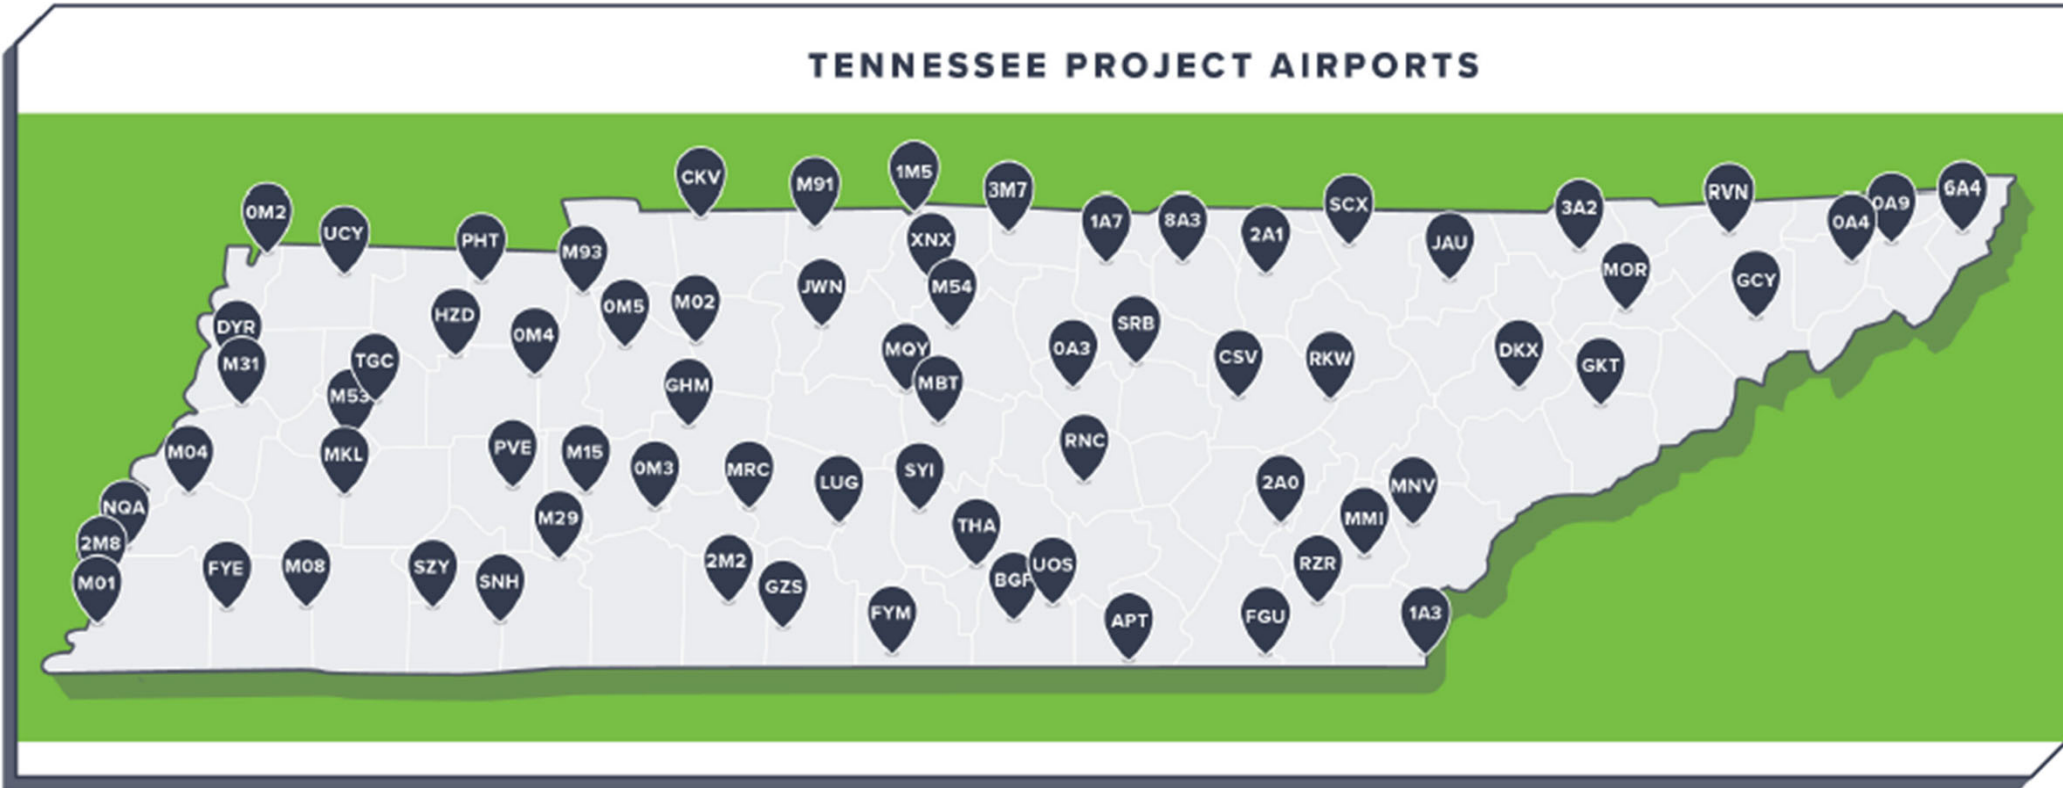 TENNESSEE PROJECT AIRPORTS
CKV
M91
1M5
3M7
6A4
RVN
0M2
SCX
3A2
0A9
1A7
8A3
0A4
UCY
PHT
M93
XNX
2A1
JAU
MOR
GCY
JWN
M54
0M5
M02
HZD
DYR
0M4
SRB
M31
TGC
MQY
0A3
CSV
RKW
DKX
GKT
M53
GHM
MBT
RNC
M04
MKL
PVE
M15
0M3
MRC
LUG
SYI
2A0
MNV
NQA
M29
THA
MMI
2M8
M01
FYE
M08
SZY
SNH
2M2
GZS
BGF
UOS
RZR
FYM
APT
FGU
1A3